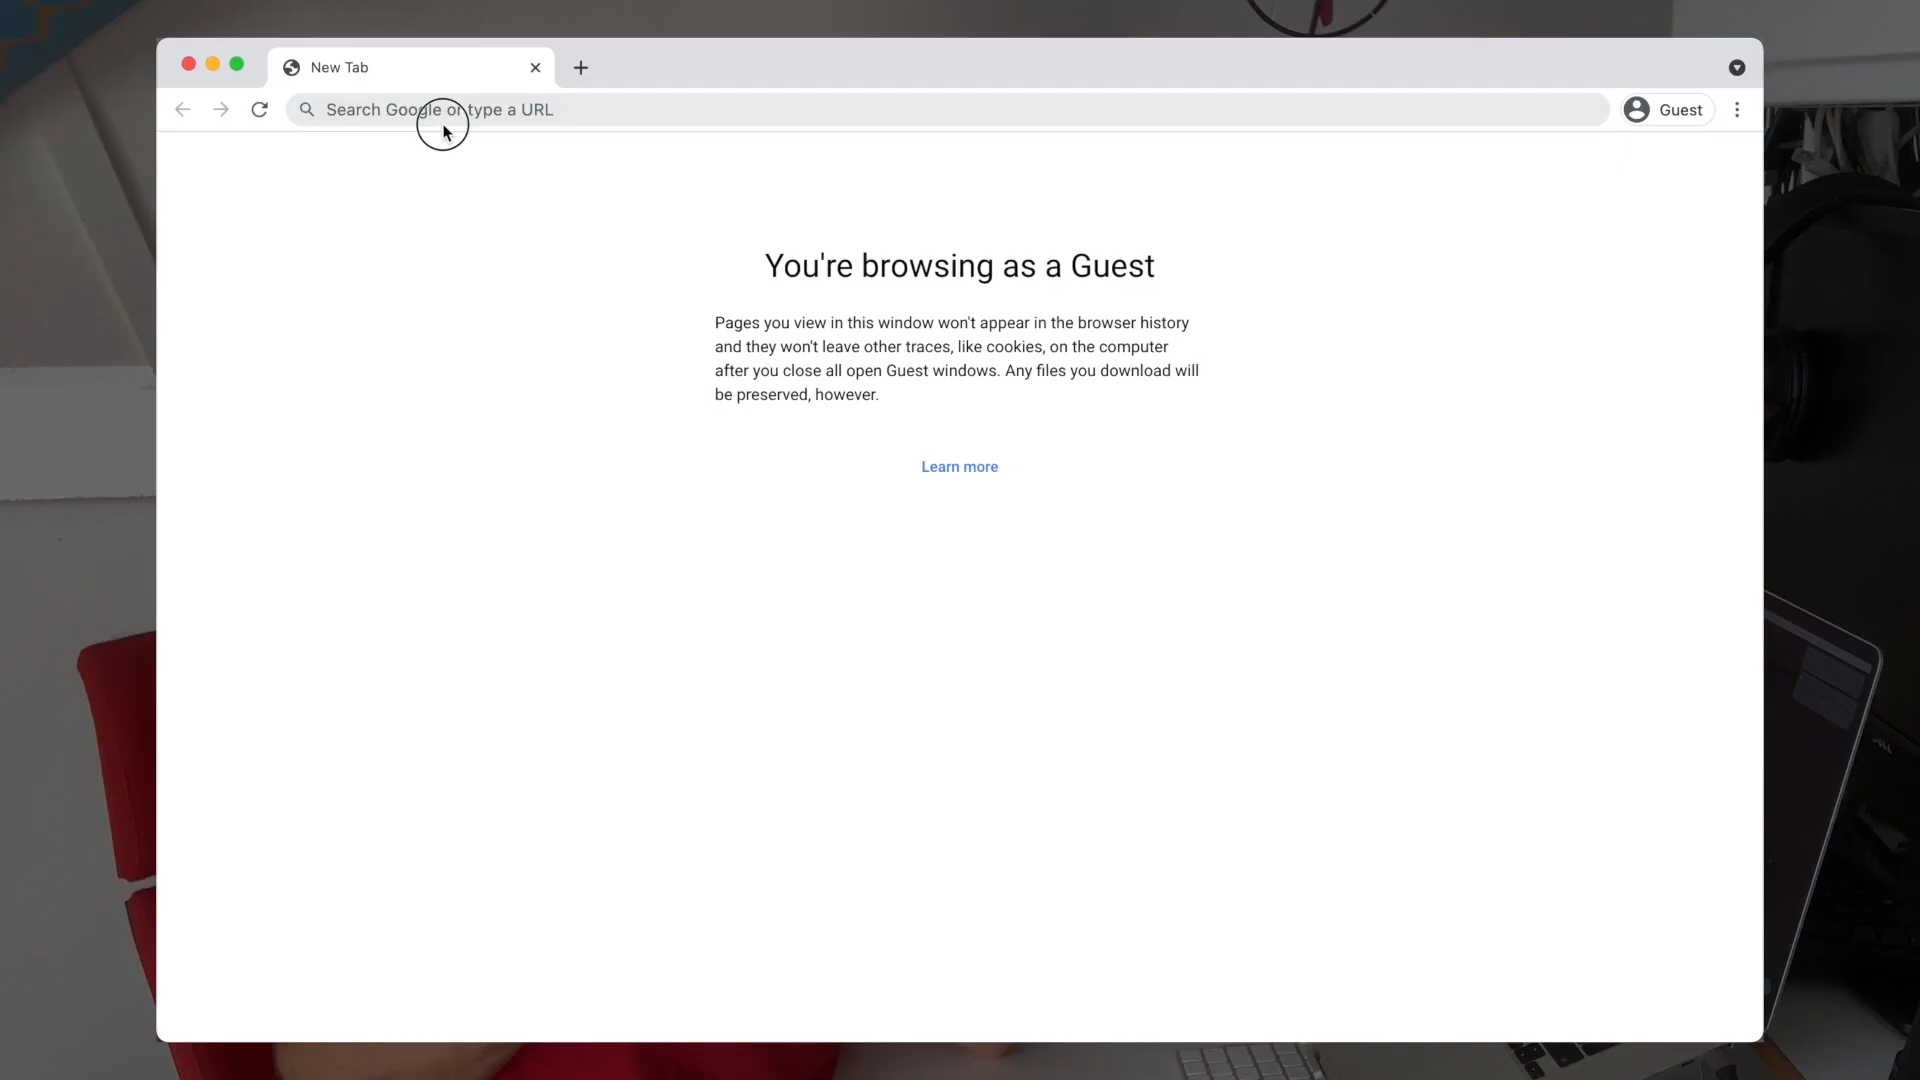 New Tab
Search Google or type a URL
Guest
You're browsing as a Guest
Pages you view in this window won't appear in the browser history
and they won't leave other traces, like cookies, on the computer
after you close all open Guest windows. Any files you download will
be preserved, however.
Learn more